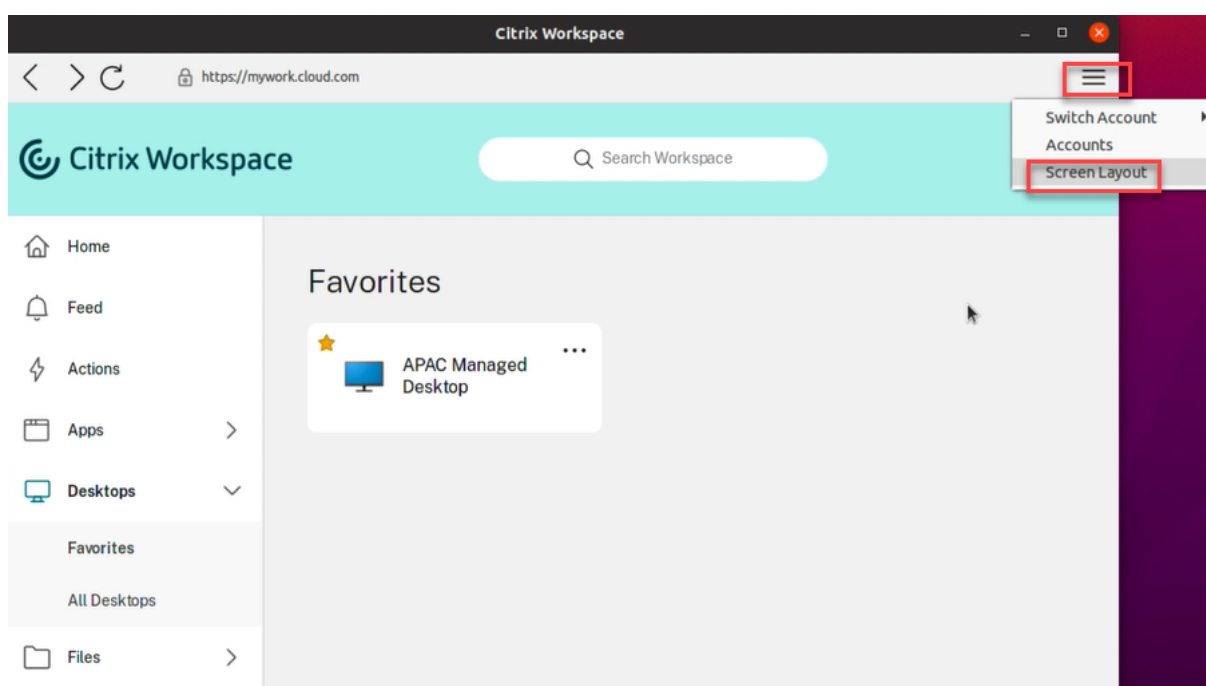 Citrix Workspace
https://mywork.cloud.com
Switch Account
Accounts
Screen Layout
Citrix Workspace
Search Workspace
Home
Feed
Actions
Apps
Desktops
Favorites
All Desktops
Files
Favorites
APAC Managed
Desktop